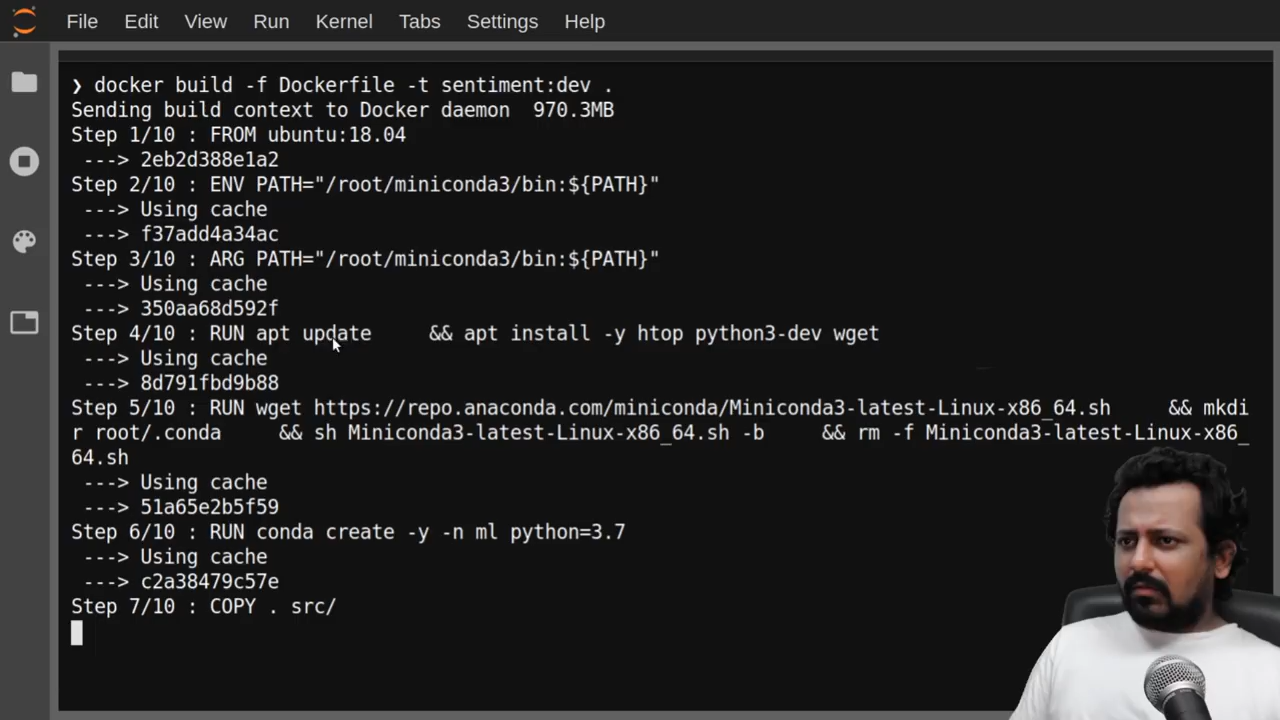 File Edit View Run Kernel Tabs Settings Help
❯ docker build -f Dockerfile -t sentiment:dev .
Sending build context to Docker daemon  970.3MB
Step 1/10 : FROM ubuntu:18.04
 ---> 2eb2d388e1a2
Step 2/10 : ENV PATH="/root/miniconda3/bin:${PATH}"
 ---> Using cache
 ---> f37add4a34ac
Step 3/10 : ARG PATH="/root/miniconda3/bin:${PATH}"
 ---> Using cache
 ---> 350aa68d592f
Step 4/10 : RUN apt update     && apt install -y htop python3-dev wget
 ---> Using cache
 ---> 8d791fbd9b88
Step 5/10 : RUN wget https://repo.anaconda.com/miniconda/Miniconda3-latest-Linux-x86_64.sh     && mkdi
r root/.conda     && sh Miniconda3-latest-Linux-x86_64.sh -b     && rm -f Miniconda3-latest-Linux-x86_
64.sh
 ---> Using cache
 ---> 51a65e2b5f59
Step 6/10 : RUN conda create -y -n ml python=3.7
 ---> Using cache
 ---> c2a38479c57e
Step 7/10 : COPY . src/